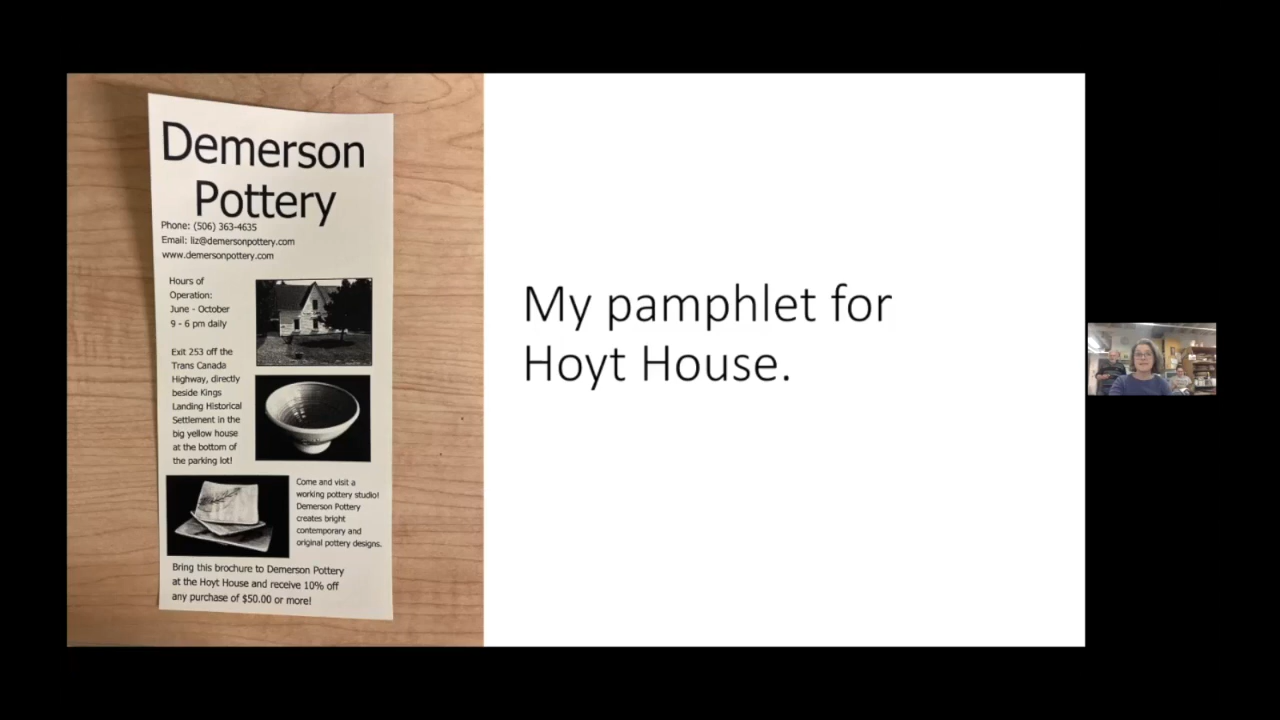 Demerson
Pottery
Phone: (506) 363-4635
Email: liz@demersonpottery.com
www.demersonpottery.com
Hours of
Operation:
June - October
9 - 6 pm daily
Exit 253 off the
Trans Canada
Highway, directly
beside Kings
Landing Historical
Settlement in the
big yellow house
at the bottom of
the parking lot!
Come and visit a
working pottery studio!
Demerson Pottery
creates bright
contemporary and
original pottery designs.
Bring this brochure to Demerson Pottery
at the Hoyt House and receive 10% off
any purchase of $50.00 or more!
My pamphlet for
Hoyt House.